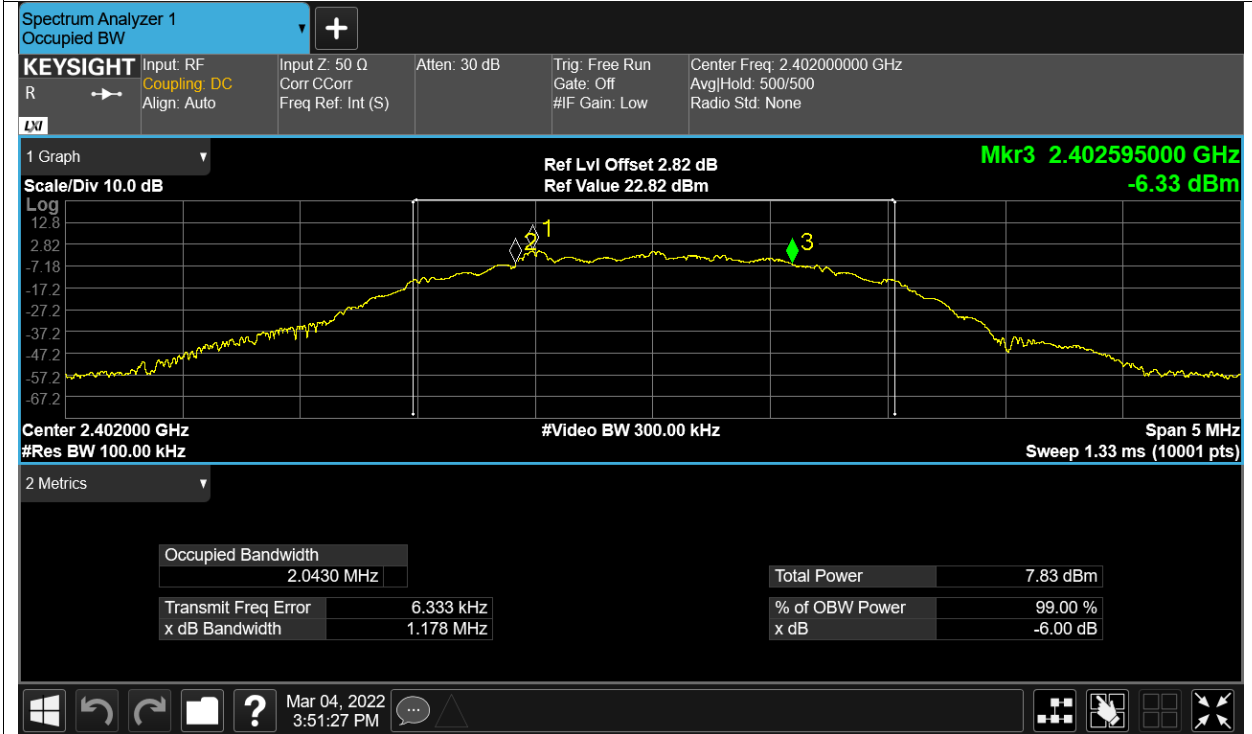 Spectrum Analyzer 1
Occupied BW
KEYSIGHT
R
LXI
Input: RF
Coupling: DC
Align: Auto
Input Z: 50 Ω
Corr CCorr
Freq Ref: Int (S)
Atten: 30 dB
Trig: Free Run
Gate: Off
#IF Gain: Low
Center Freq: 2.402000000 GHz
Avg|Hold: 500/500
Radio Std: None
1 Graph
Scale/Div 10.0 dB
Ref Lvl Offset 2.82 dB
Ref Value 22.82 dBm
Mkr3 2.402595000 GHz
-6.33 dBm
Log
12.8
2.82
-7.18
-17.2
-27.2
-37.2
-47.2
-57.2
-67.2
1
2
3
Center 2.402000 GHz
#Video BW 300.00 kHz
Span 5 MHz
#Res BW 100.00 kHz
Sweep 1.33 ms (10001 pts)
2 Metrics
Occupied Bandwidth
2.0430 MHz
Total Power 7.83 dBm
Transmit Freq Error 6.333 kHz
% of OBW Power 99.00 %
x dB Bandwidth 1.178 MHz
x dB -6.00 dB
?
Mar 04, 2022
3:51:27 PM